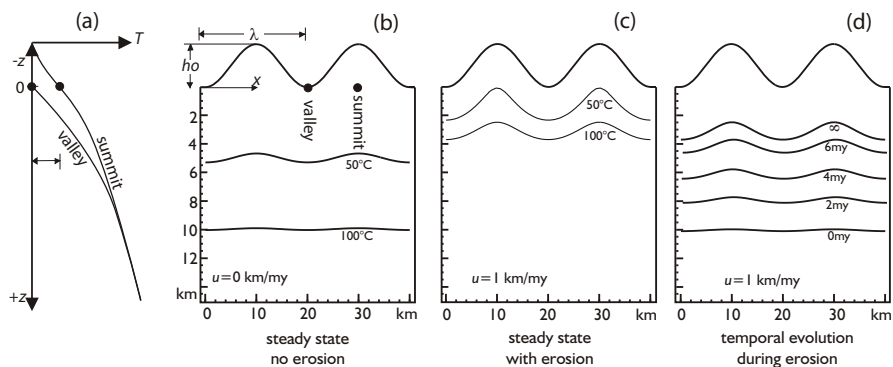 (a)
T
-z
0
valley
summit
+z
(b)
λ
ho
x
valley
summit
2
4
6
8
10
12
km
50°C
100°C
u=0 km/my
0 10 20 30 km
steady state
no erosion
(c)
50°C
100°C
u=1 km/my
0 10 20 30 km
steady state
with erosion
(d)
∞
6my
4my
2my
0my
u=1 km/my
0 10 20 30 km
temporal evolution
during erosion